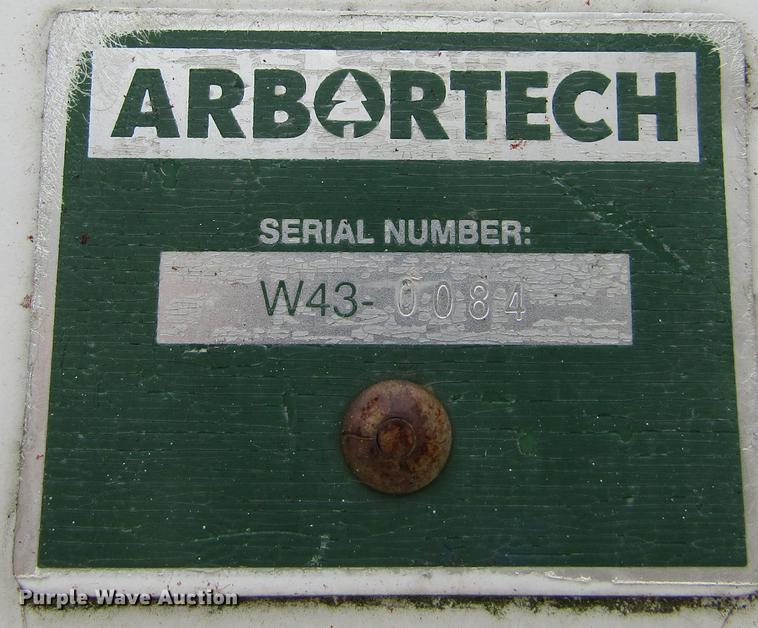 ARBORTECH
SERIAL NUMBER:
W43- 0084
Purple Wave Auction